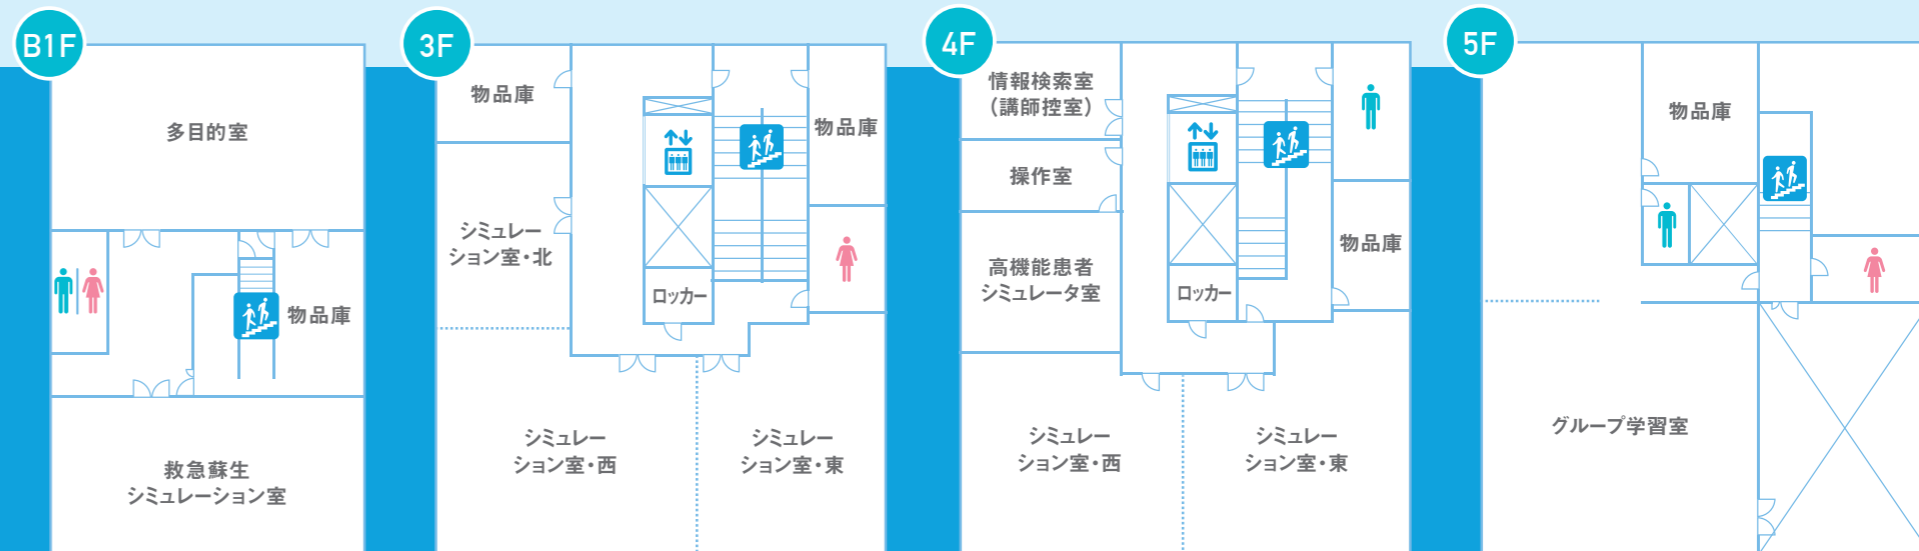 B1F
多目的室
物品庫
救急蘇生
シミュレーション室
3F
物品庫
物品庫
シミュレー
ション室・北
ロッカー
シミュレー
ション室・西
シミュレー
ション室・東
4F
情報検索室
（講師控室）
操作室
高機能患者
シミュレータ室
物品庫
ロッカー
シミュレー
ション室・西
シミュレー
ション室・東
5F
物品庫
グループ学習室